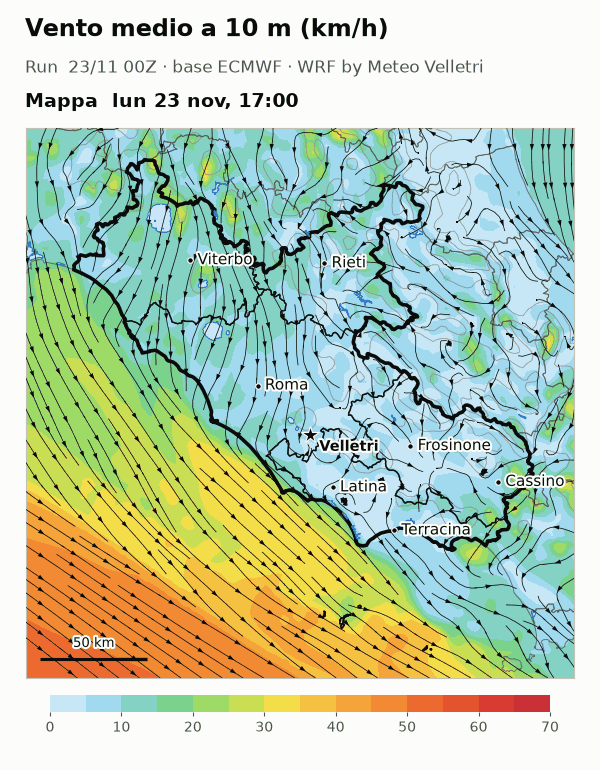 Vento medio a 10 m (km/h)
Run 23/11 00Z · base ECMWF · WRF by Meteo Velletri
Mappa lun 23 nov, 17:00
Viterbo
Rieti
Roma
Velletri
Frosinone
Latina
Cassino
Terracina
50 km
0 10 20 30 40 50 60 70